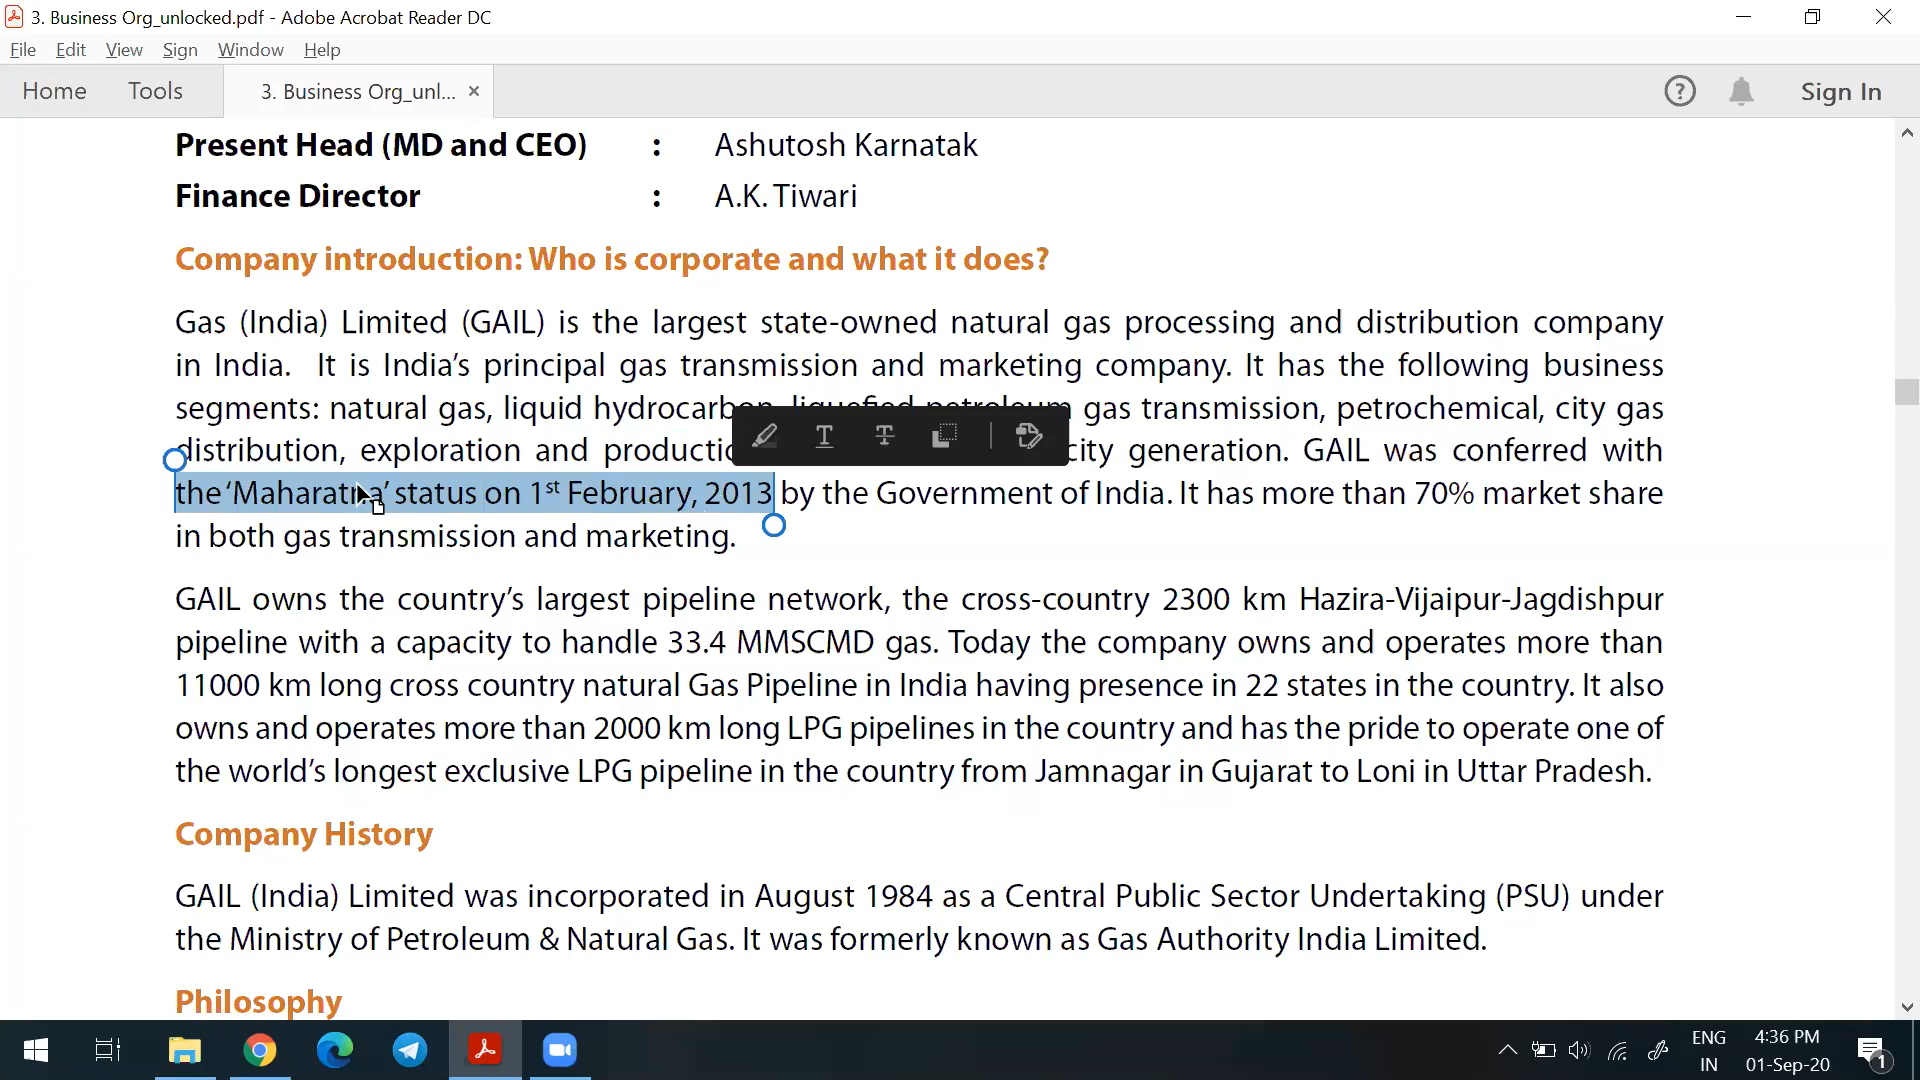 3. Business Org_unlocked.pdf - Adobe Acrobat Reader DC
File Edit View Sign Window Help
Home Tools 3. Business Org_unl... × ? Sign In
Present Head (MD and CEO) : Ashutosh Karnatak
Finance Director : A.K. Tiwari
Company introduction: Who is corporate and what it does?
Gas (India) Limited (GAIL) is the largest state-owned natural gas processing and distribution company
in India. It is India's principal gas transmission and marketing company. It has the following business
segments: natural gas, liquid hydrocarbon, liquefied petroleum gas transmission, petrochemical, city gas
distribution, exploration and GAIL was conferred with generation.
the 'Maharatna' status on 1st February, 2013 by the Government of India. It has more than 70% market share
in both gas transmission and marketing.
GAIL owns the country's largest pipeline network, the cross-country 2300 km Hazira-Vijaipur-Jagdishpur
pipeline with a capacity to handle 33.4 MMSCMD gas. Today the company owns and operates more than
11000 km long cross country natural Gas Pipeline in India having presence in 22 states in the country. It also
owns and operates more than 2000 km long LPG pipelines in the country and has the pride to operate one of
the world's longest exclusive LPG pipeline in the country from Jamnagar in Gujarat to Loni in Uttar Pradesh.
Company History
GAIL (India) Limited was incorporated in August 1984 as a Central Public Sector Undertaking (PSU) under
the Ministry of Petroleum & Natural Gas. It was formerly known as Gas Authority India Limited.
Philosophy
ENG 4:36 PM
IN 01-Sep-20 1